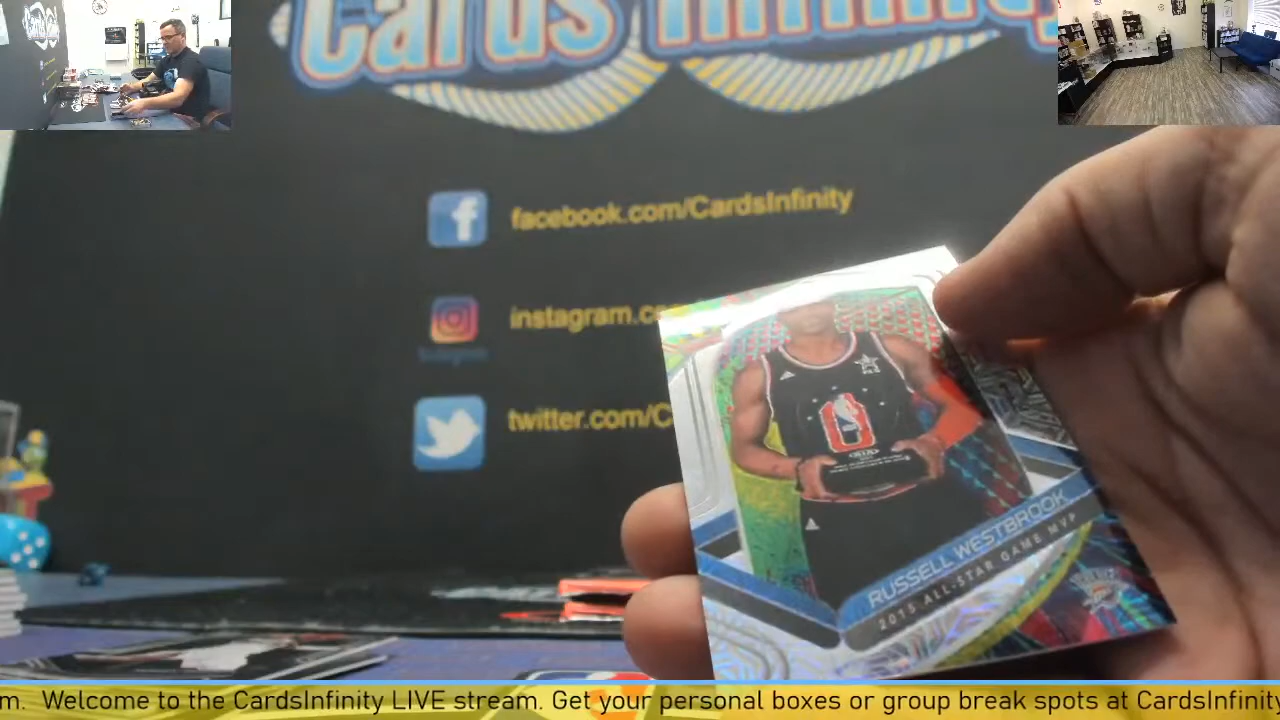 Cards Infinity
facebook.com/CardsInfinity
instagram.co
twitter.com/C
RUSSELL WESTBROOK
2015 ALL-STAR GAME MVP
m. Welcome to the CardsInfinity LIVE stream. Get your personal boxes or group break spots at CardsInfinity